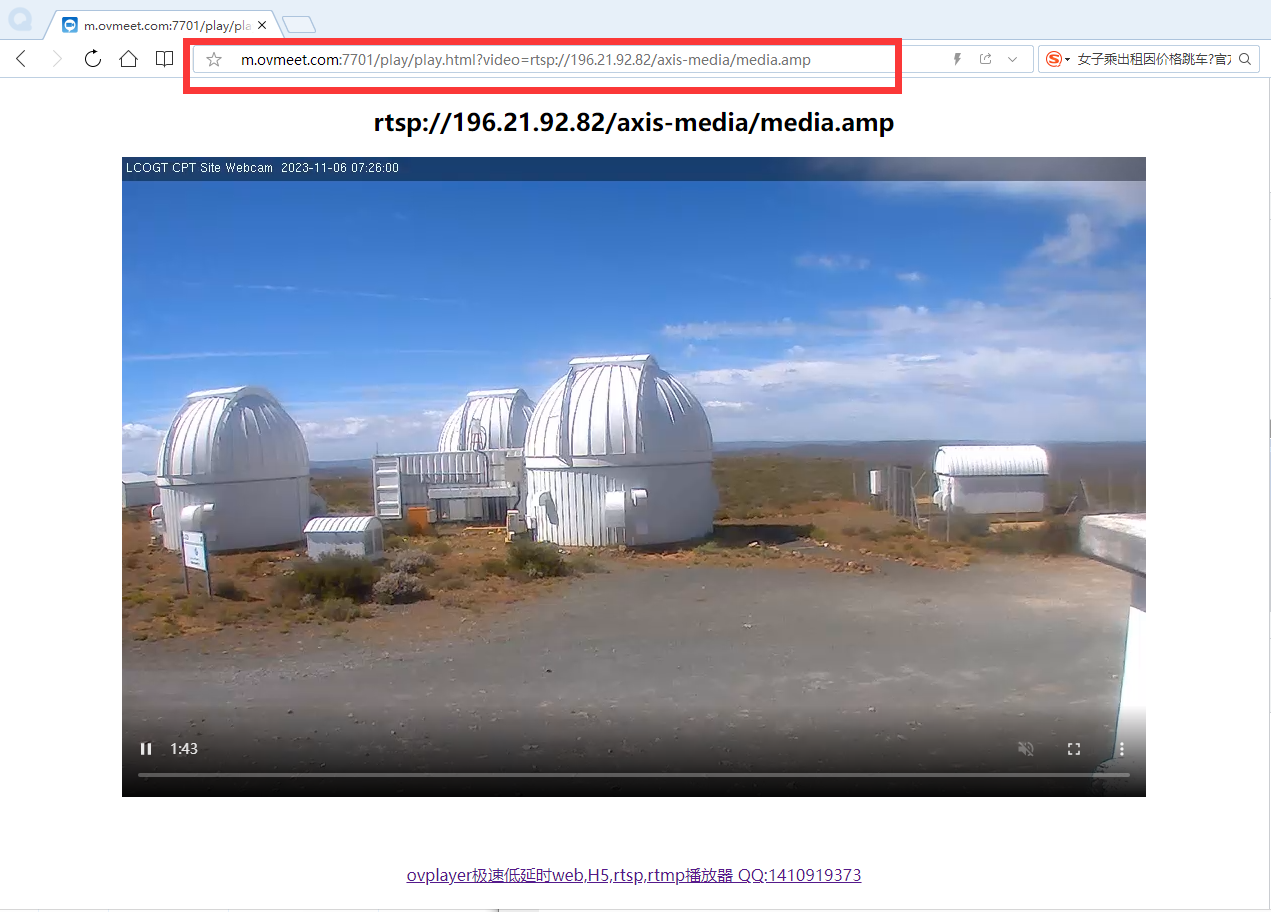 m.ovmeet.com:7701/play/pla
m.ovmeet.com:7701/play/play.html?video=rtsp://196.21.92.82/axis-media/media.amp
女子乘出租因价格跳车?官方
rtsp://196.21.92.82/axis-media/media.amp
LCOGT CPT Site Webcam 2023-11-06 07:26:00
1:43
ovplayer极速低延时web,H5,rtsp,rtmp播放器 QQ:1410919373